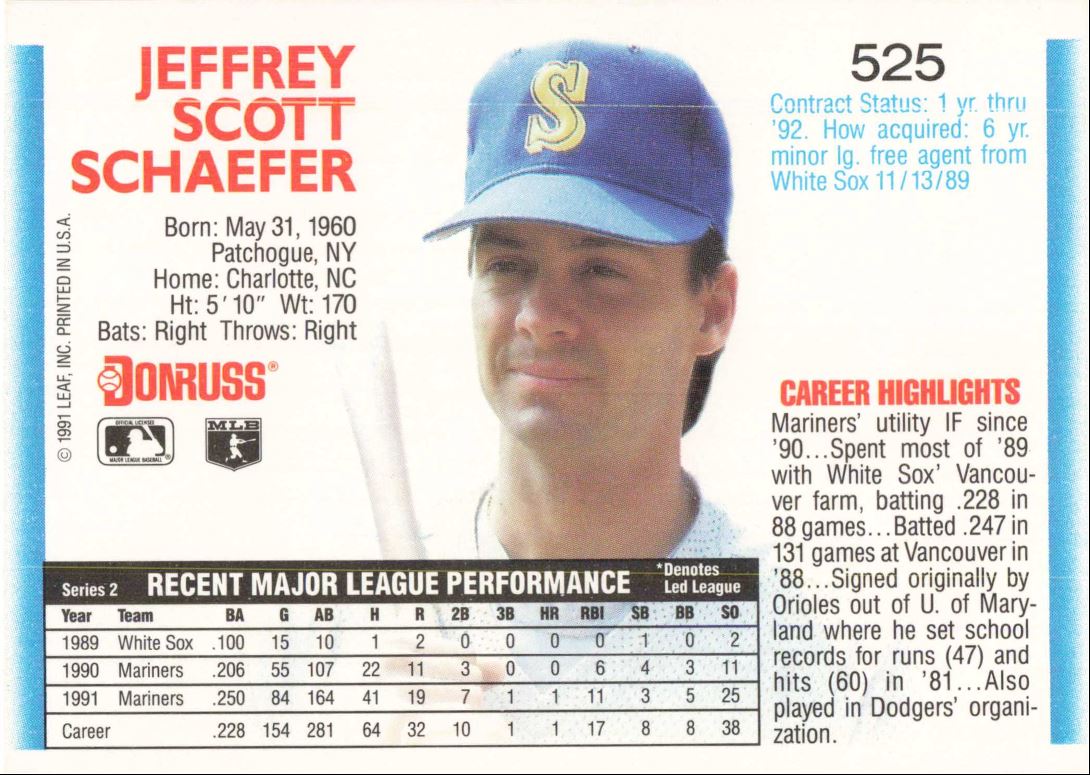 JEFFREY
SCOTT
SCHAEFER
Born: May 31, 1960
Patchogue, NY
Home: Charlotte, NC
Ht: 5' 10" Wt: 170
Bats: Right Throws: Right
DONRUSS®
OFFICIAL LICENSEE
MAJOR LEAGUE BASEBALL
MLB
© 1991 LEAF, INC. PRINTED IN U.S.A.
S
525
Contract Status: 1 yr. thru
'92. How acquired: 6 yr.
minor lg. free agent from
White Sox 11/13/89
CAREER HIGHLIGHTS
Mariners' utility IF since
'90...Spent most of '89
with White Sox' Vancou-
ver farm, batting .228 in
88 games...Batted .247 in
131 games at Vancouver in
'88...Signed originally by
Orioles out of U. of Mary-
land where he set school
records for runs (47) and
hits (60) in '81...Also
played in Dodgers' organi-
zation.
Series 2 RECENT MAJOR LEAGUE PERFORMANCE *Denotes
Led League
Year Team BA G AB H R 2B 3B HR RBI SB BB SO
1989 White Sox .100 15 10 1 2 0 0 0 0 1 0 2
1990 Mariners .206 55 107 22 11 3 0 0 6 4 3 11
1991 Mariners .250 84 164 41 19 7 1 1 11 3 5 25
Career .228 154 281 64 32 10 1 1 17 8 8 38